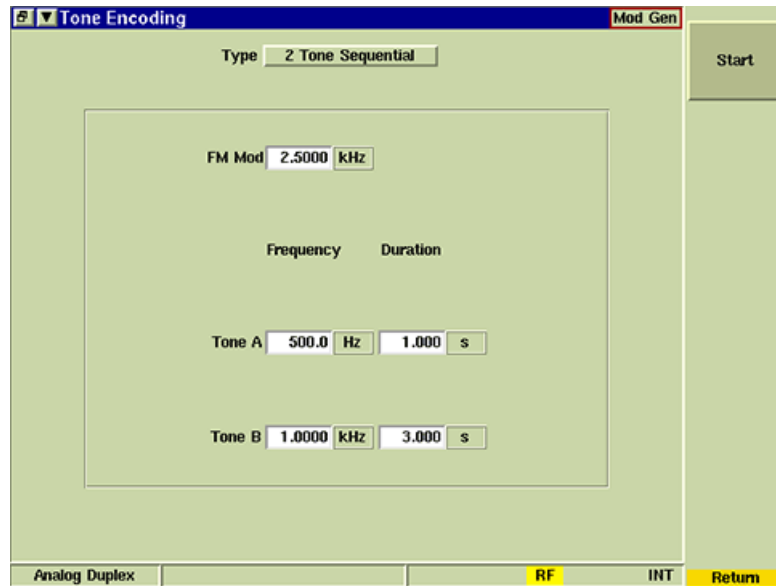 Tone Encoding Mod Gen
Type 2 Tone Sequential
Start
FM Mod 2.5000 kHz
Frequency Duration
Tone A 500.0 Hz 1.000 s
Tone B 1.0000 kHz 3.000 s
Analog Duplex RF INT Return